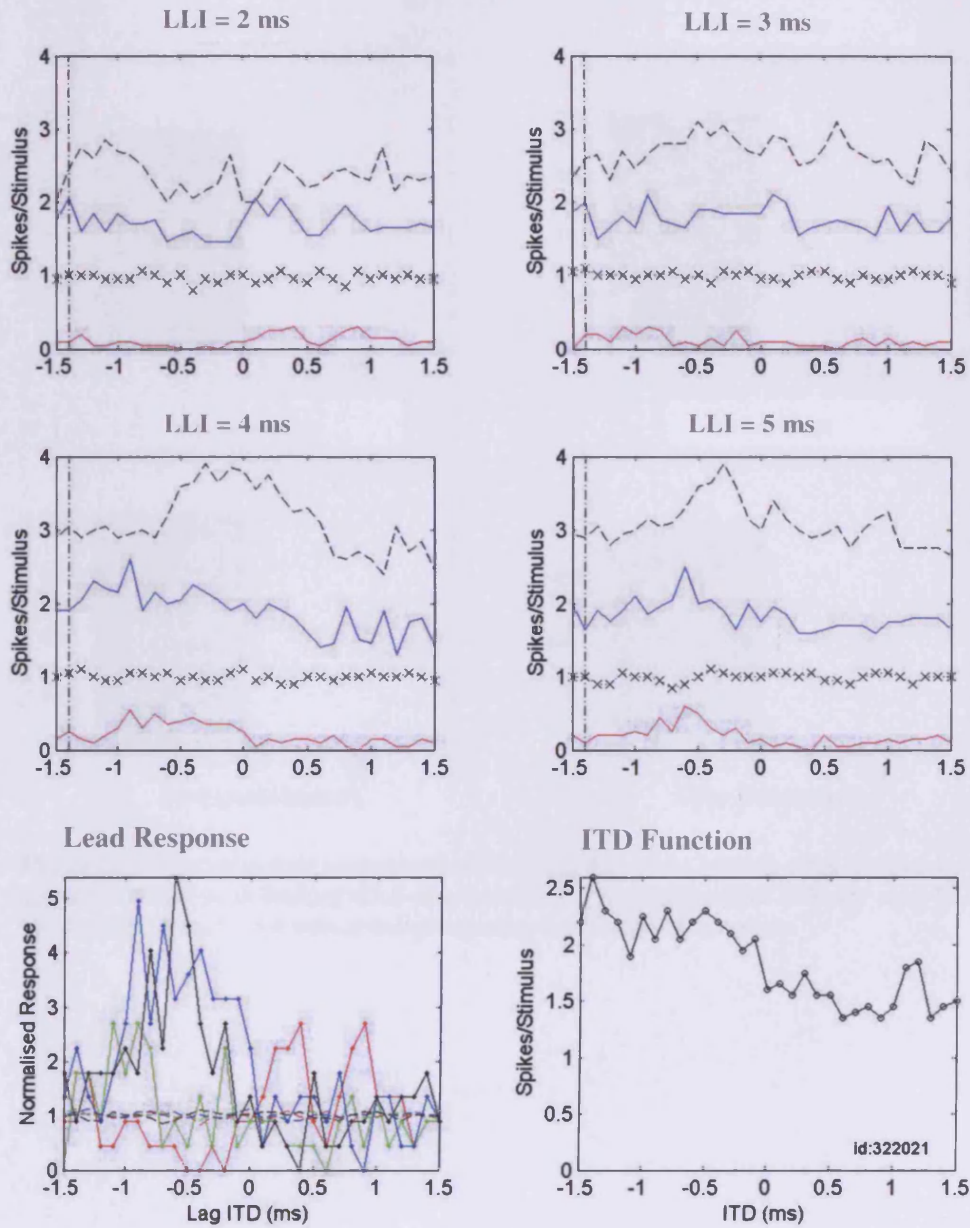 LLI = 2 ms
LLI = 3 ms
4
3
2
1
0
Spikes/Stimulus
-1.5 -1 -0.5 0 0.5 1 1.5
4
3
2
1
0
Spikes/Stimulus
-1.5 -1 -0.5 0 0.5 1 1.5
LLI = 4 ms
LLI = 5 ms
4
3
2
1
0
Spikes/Stimulus
-1.5 -1 -0.5 0 0.5 1 1.5
4
3
2
1
0
Spikes/Stimulus
-1.5 -1 -0.5 0 0.5 1 1.5
Lead Response
ITD Function
5
4
3
2
1
0
Normalised Response
-1.5 -1 -0.5 0 0.5 1 1.5
Lag ITD (ms)
2.5
2
1.5
1
0.5
0
Spikes/Stimulus
id:322021
-1.5 -1 -0.5 0 0.5 1 1.5
ITD (ms)